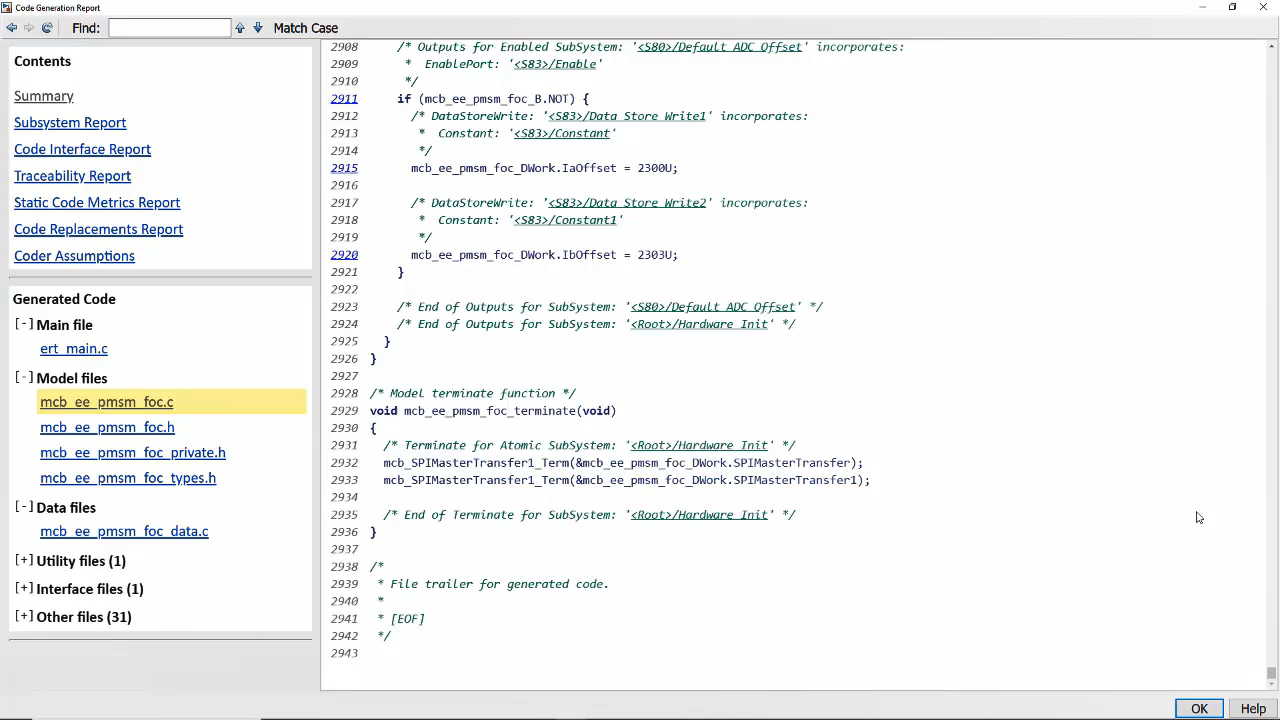 Code Generation Report
Find:
Match Case
Contents
Summary
Subsystem Report
Code Interface Report
Traceability Report
Static Code Metrics Report
Code Replacements Report
Coder Assumptions
Generated Code
[-] Main file
ert_main.c
[-] Model files
mcb_ee_pmsm_foc.c
mcb_ee_pmsm_foc.h
mcb_ee_pmsm_foc_private.h
mcb_ee_pmsm_foc_types.h
[-] Data files
mcb_ee_pmsm_foc_data.c
[+] Utility files (1)
[+] Interface files (1)
[+] Other files (31)
2908 /* Outputs for Enabled SubSystem: '<S80>/Default ADC Offset' incorporates:
2909 * EnablePort: '<S83>/Enable'
2910 */
2911 if (mcb_ee_pmsm_foc_B.NOT) {
2912 /* DataStoreWrite: '<S83>/Data Store Write1' incorporates:
2913 * Constant: '<S83>/Constant'
2914 */
2915 mcb_ee_pmsm_foc_DWork.IaOffset = 2300U;
2916
2917 /* DataStoreWrite: '<S83>/Data Store Write2' incorporates:
2918 * Constant: '<S83>/Constant1'
2919 */
2920 mcb_ee_pmsm_foc_DWork.IbOffset = 2303U;
2921 }
2922
2923 /* End of Outputs for SubSystem: '<S80>/Default ADC Offset' */
2924 /* End of Outputs for SubSystem: '<Root>/Hardware Init' */
2925 }
2926 }
2927
2928 /* Model terminate function */
2929 void mcb_ee_pmsm_foc_terminate(void)
2930 {
2931 /* Terminate for Atomic SubSystem: '<Root>/Hardware Init' */
2932 mcb_SPIMasterTransfer1_Term(&mcb_ee_pmsm_foc_DWork.SPIMasterTransfer);
2933 mcb_SPIMasterTransfer1_Term(&mcb_ee_pmsm_foc_DWork.SPIMasterTransfer1);
2934
2935 /* End of Terminate for SubSystem: '<Root>/Hardware Init' */
2936 }
2937
2938 /*
2939 * File trailer for generated code.
2940 *
2941 * [EOF]
2942 */
2943
OK
Help